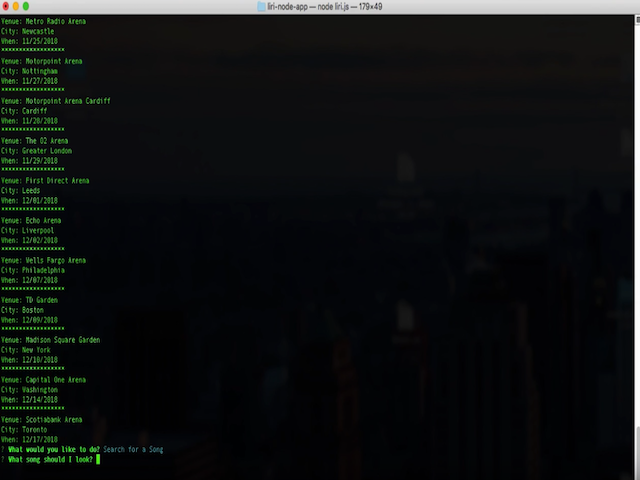 liri-node-app — node liri.js — 179×49
Venue: Metro Radio Arena
City: Newcastle
When: 11/25/2018
******************
Venue: Motorpoint Arena
City: Nottingham
When: 11/27/2018
******************
Venue: Motorpoint Arena Cardiff
City: Cardiff
When: 11/28/2018
******************
Venue: The O2 Arena
City: Greater London
When: 11/29/2018
******************
Venue: First Direct Arena
City: Leeds
When: 12/01/2018
******************
Venue: Echo Arena
City: Liverpool
When: 12/02/2018
******************
Venue: Wells Fargo Arena
City: Philadelphia
When: 12/07/2018
******************
Venue: TD Garden
City: Boston
When: 12/09/2018
******************
Venue: Madison Square Garden
City: New York
When: 12/10/2018
******************
Venue: Capital One Arena
City: Washington
When: 12/14/2018
******************
Venue: Scotiabank Arena
City: Toronto
When: 12/17/2018
? What would you like to do? Search for a Song
? What song should I look?